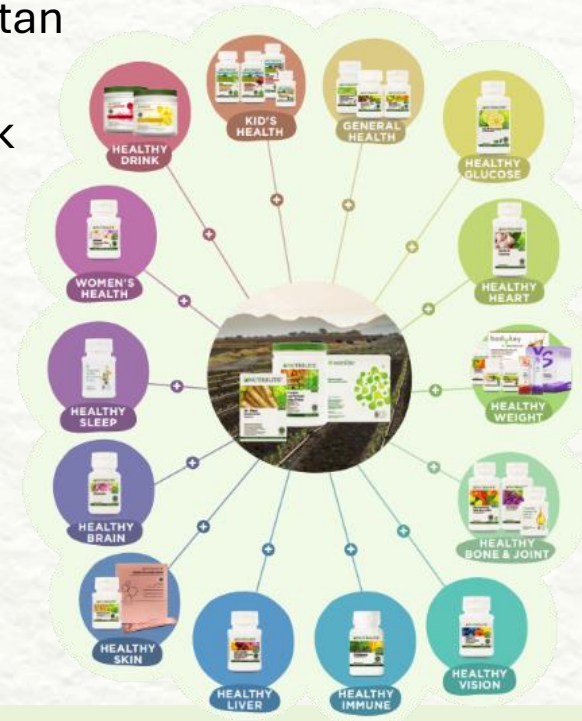 tan
k
HEALTHY
DRINK
KID'S
HEALTH
GENERAL
HEALTH
HEALTHY
GLUCOSE
WOMEN'S
HEALTH
HEALTHY
HEART
NUTRILITE
bodykey
HEALTHY
SLEEP
HEALTHY
WEIGHT
HEALTHY
BRAIN
HEALTHY
BONE & JOINT
HEALTHY
SKIN
HEALTHY
LIVER
HEALTHY
IMMUNE
HEALTHY
VISION